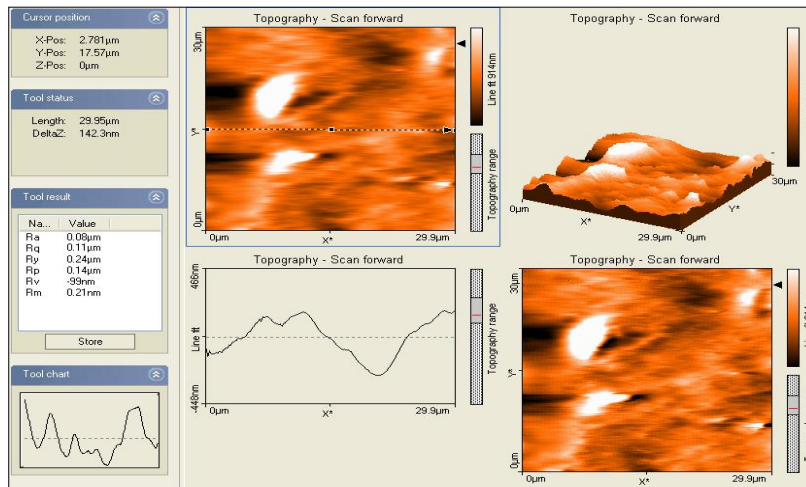 Cursor position
X-Pos: 2.781µm
Y-Pos: 17.57µm
Z-Pos: 0µm
Tool status
Length: 29.95µm
DeltaZ: 142.3nm
Tool result
Na... Value
Ra 0.08µm
Rq 0.11µm
Ry 0.24µm
Rp 0.14µm
Rv -99nm
Rm 0.21nm
Store
Tool chart
Topography - Scan forward
30µm
Y*
0µm
0µm X* 29.9µm
Line fit 914nm
Topography range
Topography - Scan forward
30µm
Y*
0µm
X*
29.9µm
0µm
Topography - Scan forward
466nm
Line fit
-448nm
0µm X* 29.9µm
Topography range
Topography - Scan forward
30µm
Y*
0µm
0µm X* 29.9µm